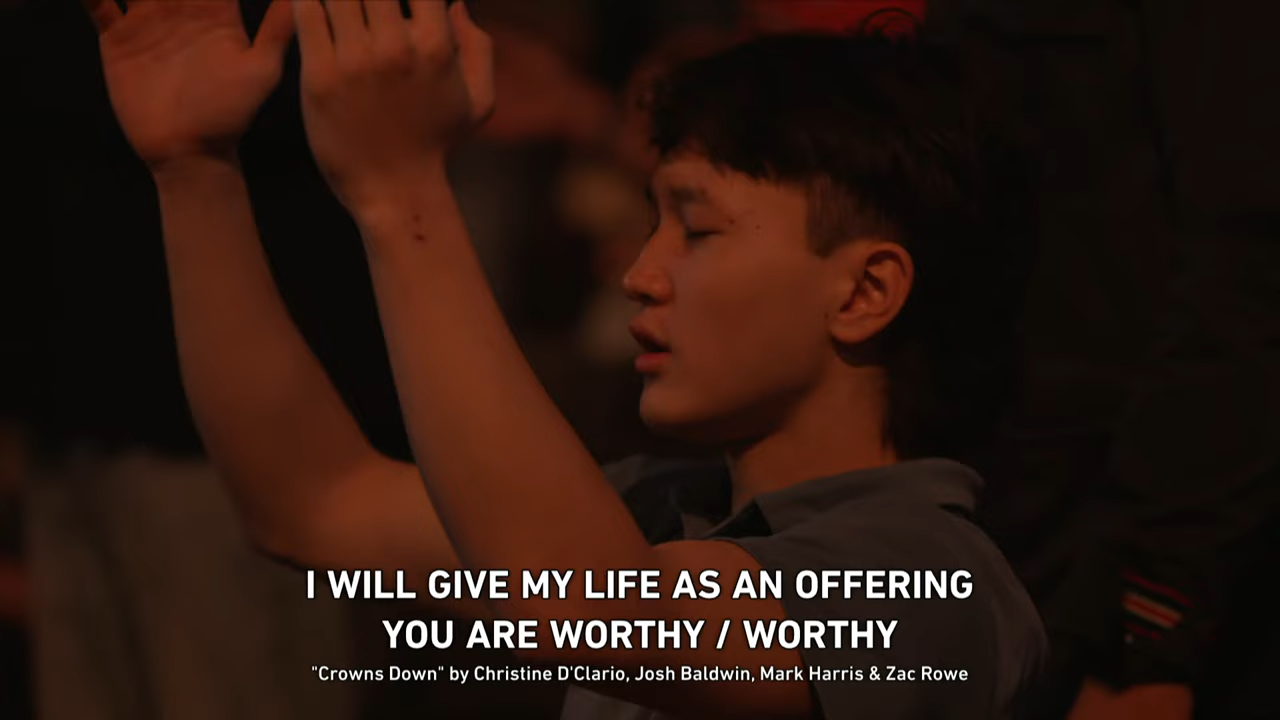 I WILL GIVE MY LIFE AS AN OFFERING
YOU ARE WORTHY / WORTHY
"Crowns Down" by Christine D'Clario, Josh Baldwin, Mark Harris & Zac Rowe